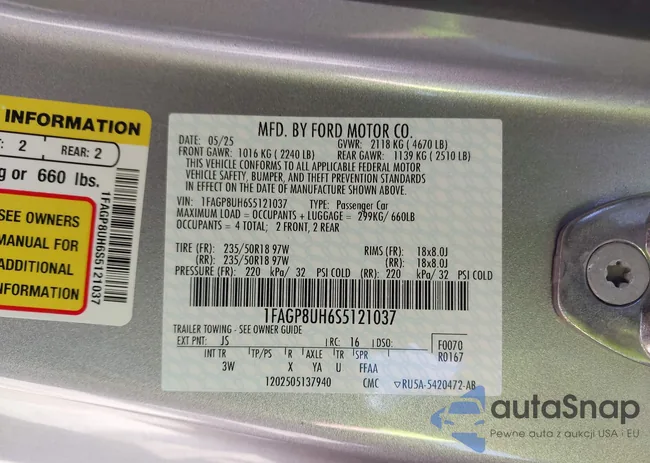 INFORMATION
: 2 REAR: 2
g or 660 lbs.
SEE OWNERS
MANUAL FOR
ADDITIONAL
INFORMATION
1FAGP8UH6S5121037
MFD. BY FORD MOTOR CO.
05/25 GVWR: 2118 KG ( 4670 LB)
FRONT GAWR: 1016 KG ( 2240 LB) REAR GAWR: 1139 KG ( 2510 LB)
THIS VEHICLE CONFORMS TO ALL APPLICABLE FEDERAL MOTOR
VEHICLE SAFETY, BUMPER, AND THEFT PREVENTION STANDARDS
IN EFFECT ON THE DATE OF MANUFACTURE SHOWN ABOVE.
VIN: 1FAGP8UH6S5121037 TYPE: Passenger Car
MAXIMUM LOAD = OCCUPANTS + LUGGAGE = 299KG/ 660LB
OCCUPANTS = 4 TOTAL; 2 FRONT, 2 REAR
TIRE (FR): 235/50R18 97W RIMS (FR): 18x8.0J
(RR): 235/50R18 97W (RR): 18x8.0J
PRESSURE (FR): 220 kPa/ 32 PSI COLD (RR): 220 kPa/ 32 PSI COLD
1FAGP8UH6S5121037
TRAILER TOWING - SEE OWNER GUIDE
EXT PNT: JS RC: 16 DSO: F0070
R0167
INT TR TP/PS R AXLE TR SPR
3W X YA U FFAA
1202505137940 CMC RU5A-5420472-AB
autaSnap
Pewne auto z aukcji USA i EU